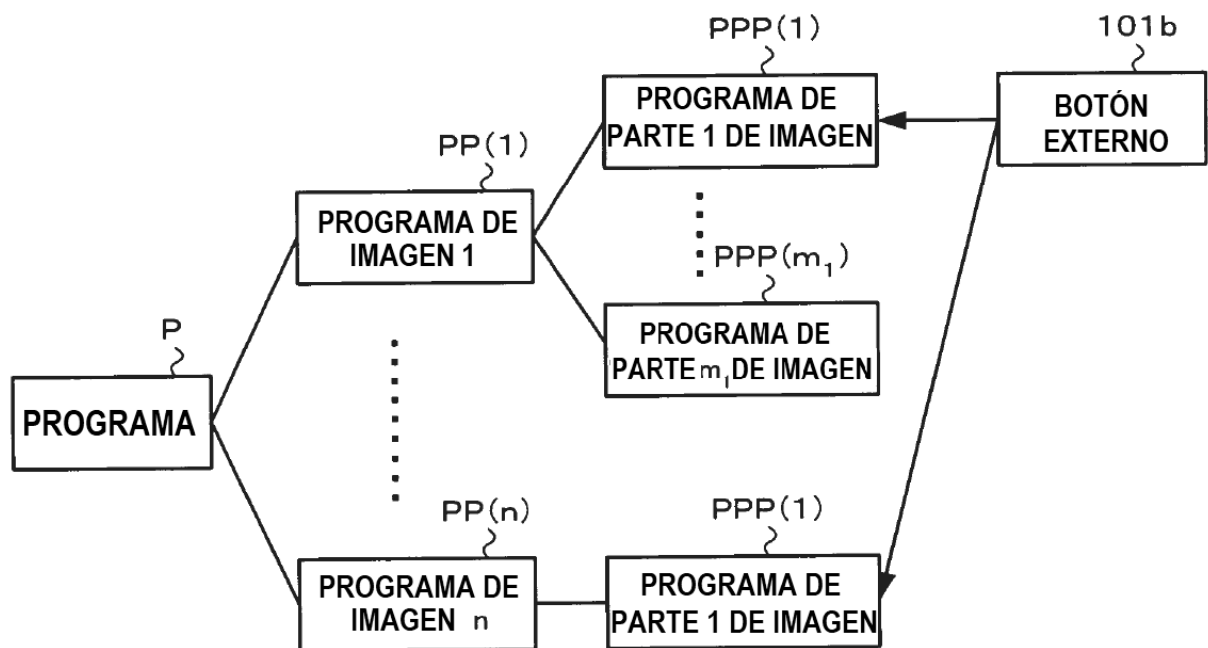 PPP(1)
101b
PROGRAMA DE
PARTE 1 DE IMAGEN
BOTÓN
EXTERNO
PP(1)
PROGRAMA DE
IMAGEN 1
PPP(m₁)
PROGRAMA DE
PARTE m₁ DE IMAGEN
P
PROGRAMA
PP(n)
PROGRAMA DE
IMAGEN n
PPP(1)
PROGRAMA DE
PARTE 1 DE IMAGEN